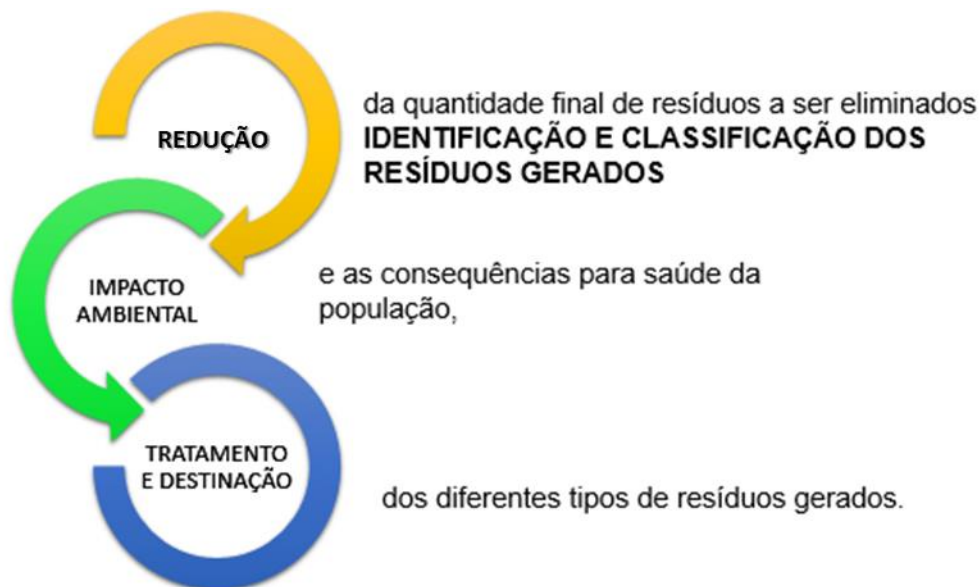 REDUÇÃO
da quantidade final de resíduos a ser eliminados
IDENTIFICAÇÃO E CLASSIFICAÇÃO DOS
RESÍDUOS GERADOS
IMPACTO
AMBIENTAL
e as consequências para saúde da
população,
TRATAMENTO
E DESTINAÇÃO
dos diferentes tipos de resíduos gerados.